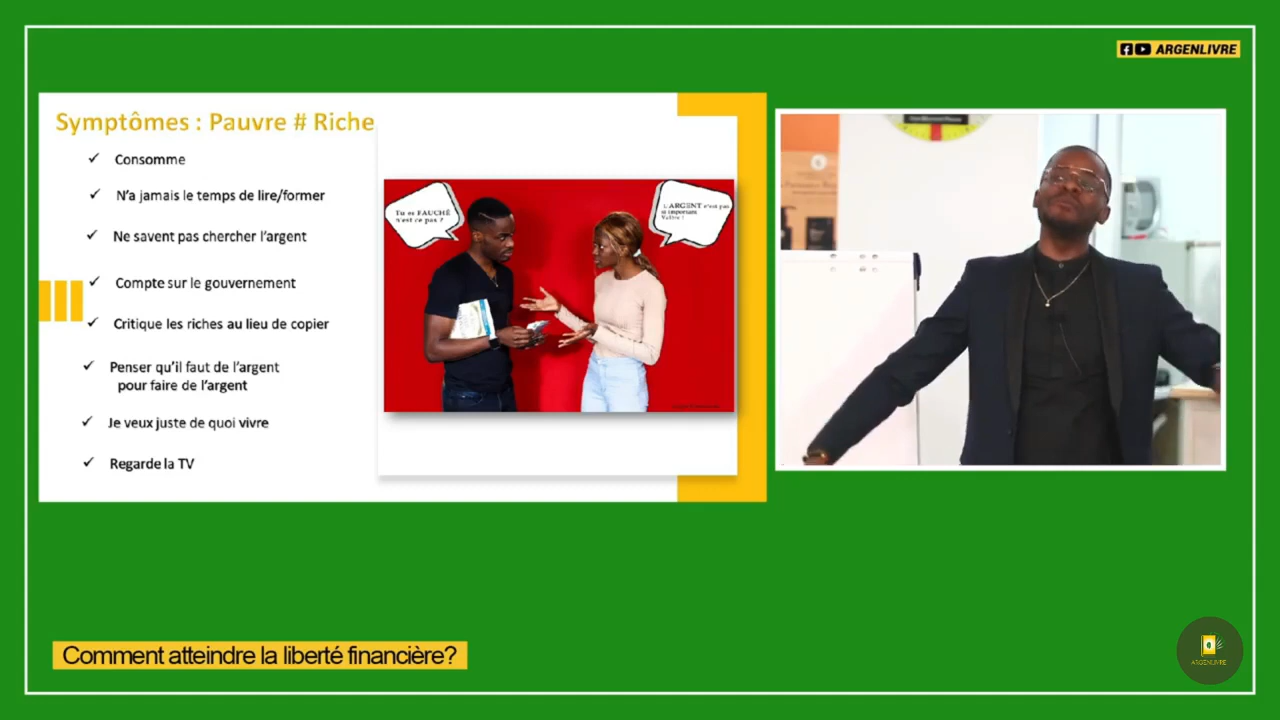 ARGENLIVRE
Symptômes : Pauvre # Riche
Consomme
N'a jamais le temps de lire/former
Ne savent pas chercher l'argent
Compte sur le gouvernement
Critique les riches au lieu de copier
Penser qu'il faut de l'argent
pour faire de l'argent
Je veux juste de quoi vivre
Regarde la TV
Tu es FAUCHÉ
n'est ce pas ?
L'ARGENT n'est pas
si important
Comment atteindre la liberté financière?
ARGENLIVRE